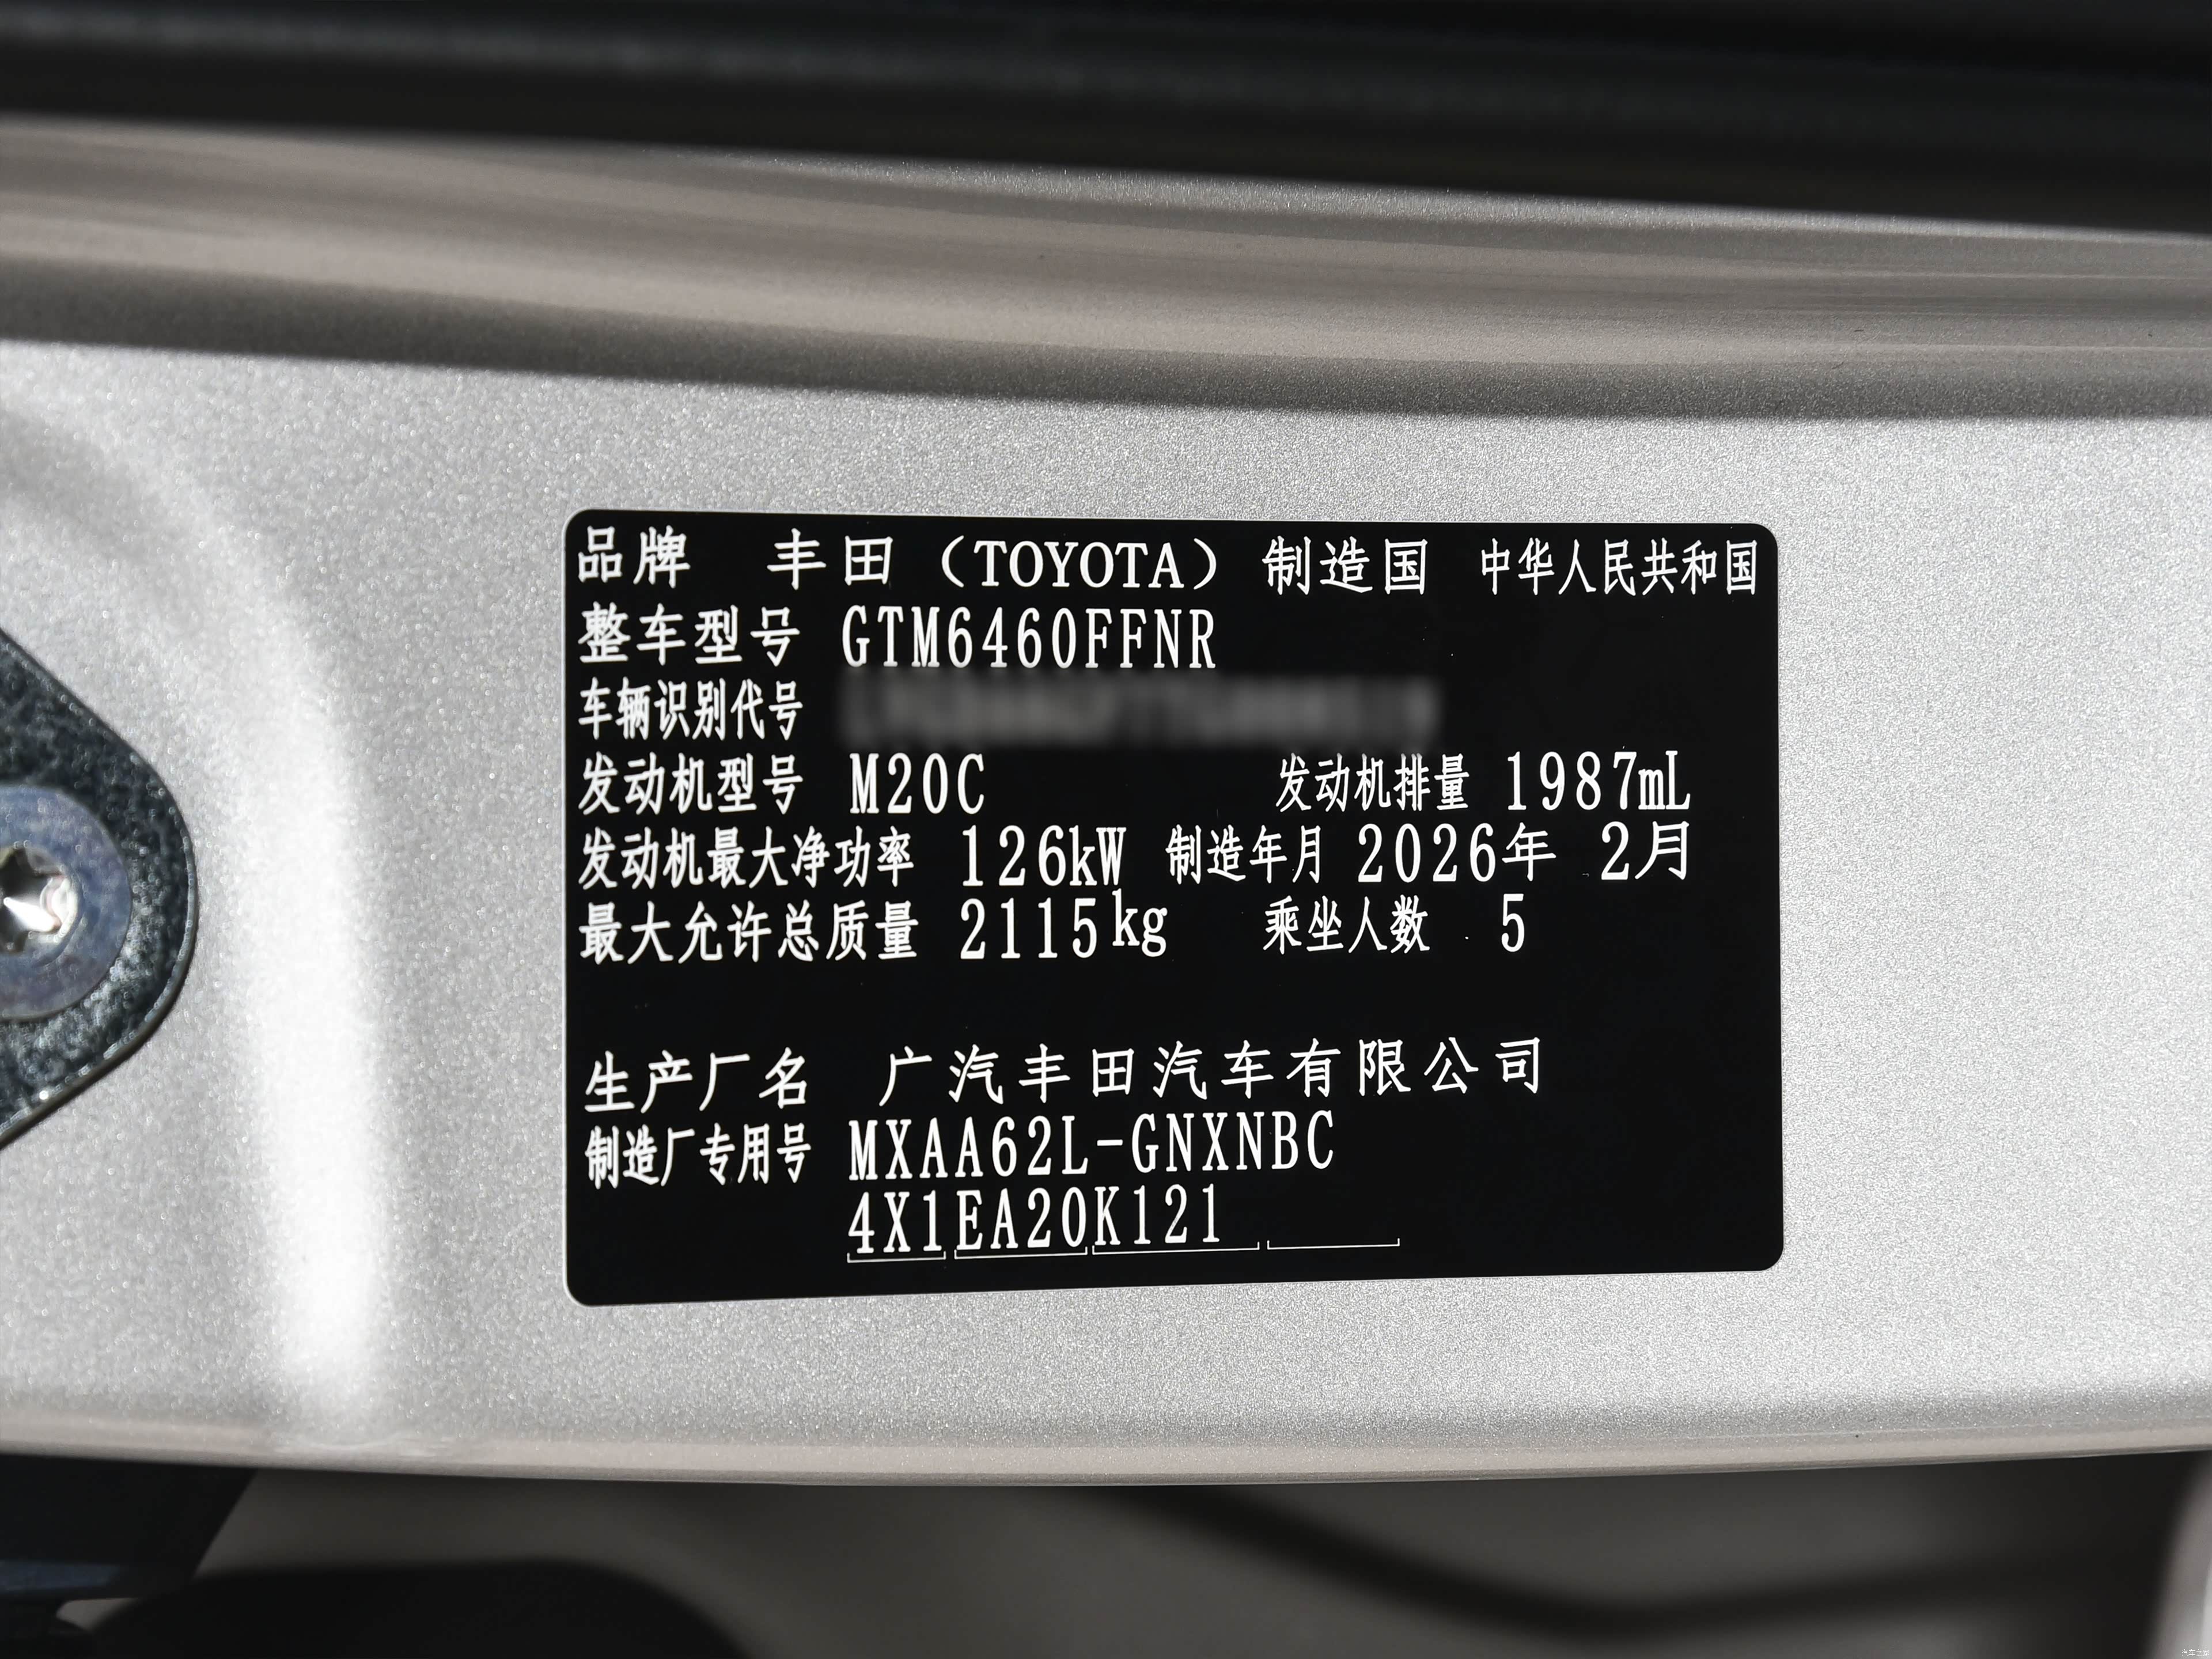 品牌 丰田（TOYOTA） 制造国 中华人民共和国
整车型号 GTM6460FFNR
车辆识别代号
发动机型号 M20C 发动机排量 1987mL
发动机最大净功率 126kW 制造年月 2026年 2月
最大允许总质量 2115kg 乘坐人数 5
生产厂名 广汽丰田汽车有限公司
制造厂专用号 MXAA62L-GNXNBC
4X1EA20K121
汽车之家